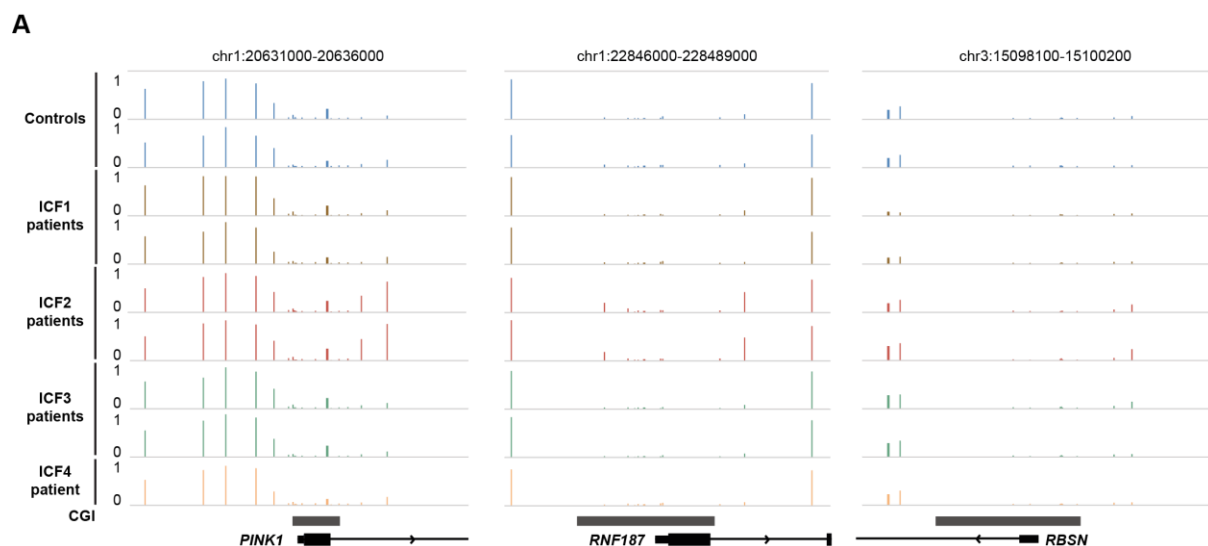 A
chr1:20631000-20636000 chr1:22846000-228489000 chr3:15098100-15100200
Controls
1
0
1
0
ICF1
patients
1
0
1
0
ICF2
patients
1
0
1
0
ICF3
patients
1
0
1
0
ICF4
patient
1
0
CGI
PINK1 RNF187 RBSN